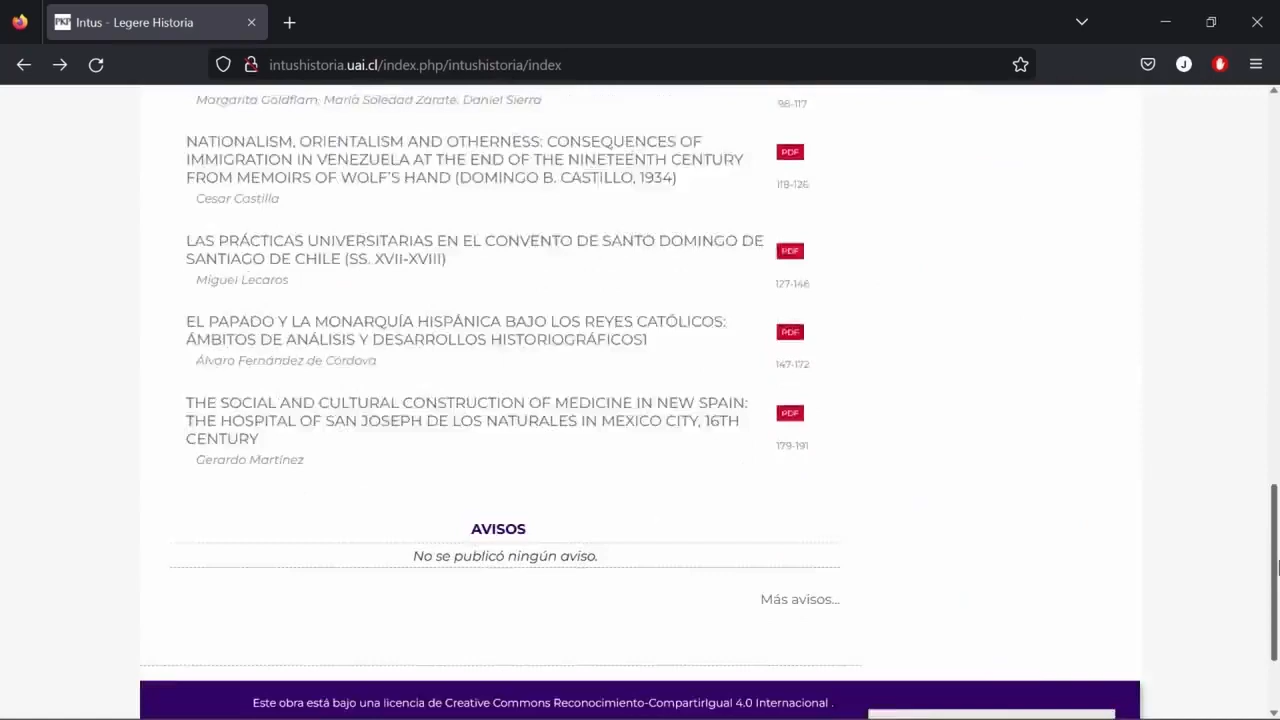 PKP Intus - Legere Historia
intushistoria.uai.cl/index.php/intushistoria/index
J
Margarita Goldflam, María Soledad Zárate, Daniel Sierra
98-117
NATIONALISM, ORIENTALISM AND OTHERNESS: CONSEQUENCES OF
IMMIGRATION IN VENEZUELA AT THE END OF THE NINETEENTH CENTURY
FROM MEMOIRS OF WOLF'S HAND (DOMINGO B. CASTILLO, 1934)
PDF
Cesar Castilla
118-126
LAS PRÁCTICAS UNIVERSITARIAS EN EL CONVENTO DE SANTO DOMINGO DE
SANTIAGO DE CHILE (SS. XVII-XVIII)
PDF
Miguel Lecaros
127-146
EL PAPADO Y LA MONARQUÍA HISPÁNICA BAJO LOS REYES CATÓLICOS:
ÁMBITOS DE ANÁLISIS Y DESARROLLOS HISTORIOGRÁFICOS1
PDF
Álvaro Fernández de Córdova
147-172
THE SOCIAL AND CULTURAL CONSTRUCTION OF MEDICINE IN NEW SPAIN:
THE HOSPITAL OF SAN JOSEPH DE LOS NATURALES IN MEXICO CITY, 16TH
CENTURY
PDF
Gerardo Martínez
179-191
AVISOS
No se publicó ningún aviso.
Más avisos...
Este obra está bajo una licencia de Creative Commons Reconocimiento-CompartirIgual 4.0 Internacional .